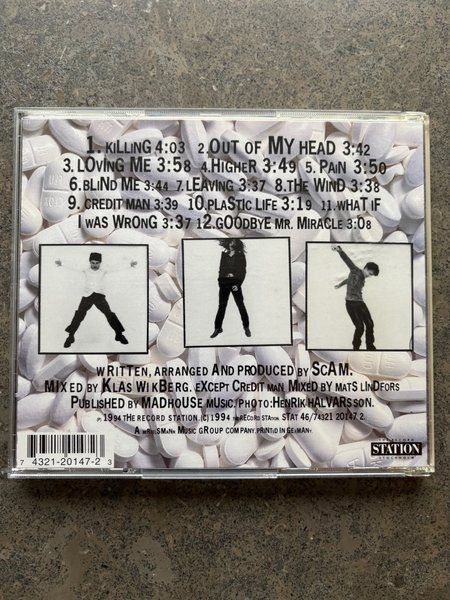 1. KiLLiNG 4:03 2. OUT OF MY HEAD 3:42
3. LOViNG ME 3:58 4. HiGHER 3:49 5. PAiN 3:50
6. BLiND ME 3:44 7. LEAViNG 3:37 8. THE WiND 3:38
9. CREDiT MAN 3:39 10. PLAStiC LiFE 3:19 11. WHAT iF
I WAS WRONG 3:37 12. GOODBYE MR. MiRACLE 3:08
WRiTTEN, ARRANGED AND PRODUCED BY SCAM.
MIXED BY KLAS WiKBERG. EXCEPT CREDiT MAN MiXED BY MATS LiNDFORS
PUBLiSHED BY MADHOUSE MUSiC. PHOTO: HENRiK HALVARSSON.
(P) 1994 THE RECORD STATiON. (C) 1994 THE RECORD STATiON STAT 46/74321 20147 2.
GROUP COMPANY. PRiNTED iN GERMANY.
7 4321-20147-2 3
THE RECORD
STATION
STOCKHOLM